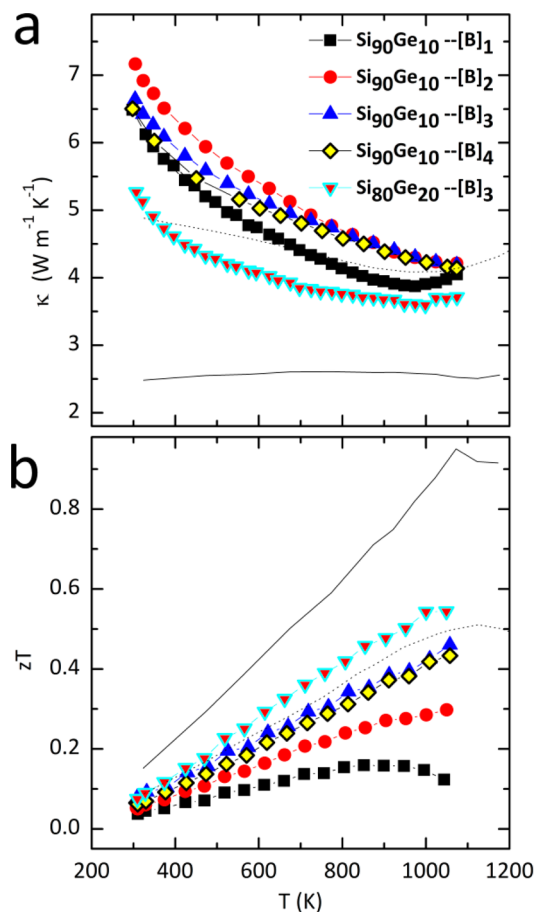 a
Si90Ge10 --[B]1
Si90Ge10 --[B]2
Si90Ge10 --[B]3
Si90Ge10 --[B]4
Si80Ge20 --[B]3
7
6
5
4
3
2
κ (W m-1 K-1)
b
0.8
0.6
0.4
0.2
0.0
zT
200 400 600 800 1000 1200
T (K)